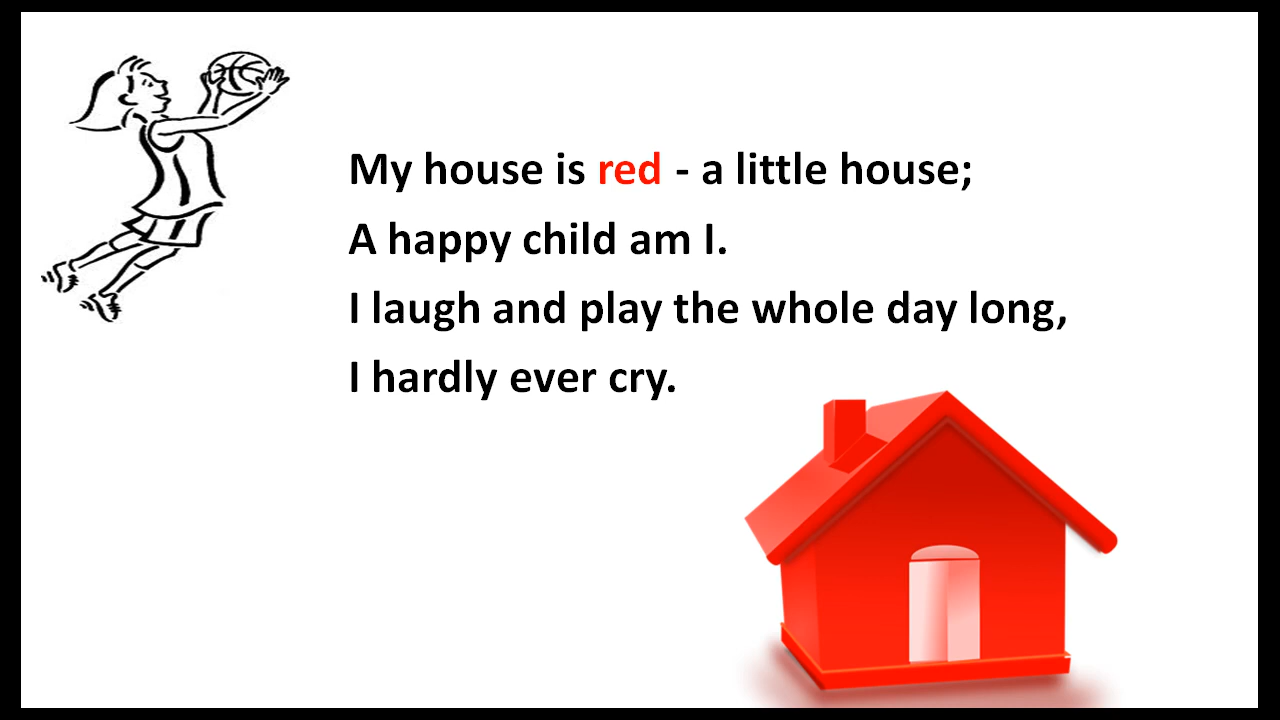 My house is red - a little house;
A happy child am I.
I laugh and play the whole day long,
I hardly ever cry.